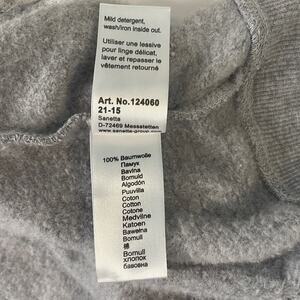 Mild detergent,
wash/iron inside out.
Utiliser une lessive
pour linge délicat,
laver et repasser le
vêtement retourné
Art. No.124060
21-15
Sanetta
D-72469 Messstetten
www.sanetta-group.com
100% Baumwolle
Памук
Bavlna
Bomuld
Algodón
Puuvilla
Coton
Cotton
Cotone
Medvilne
Katoen
Bawełna
Bomull
棉
Bomull
хлопок
бавовна